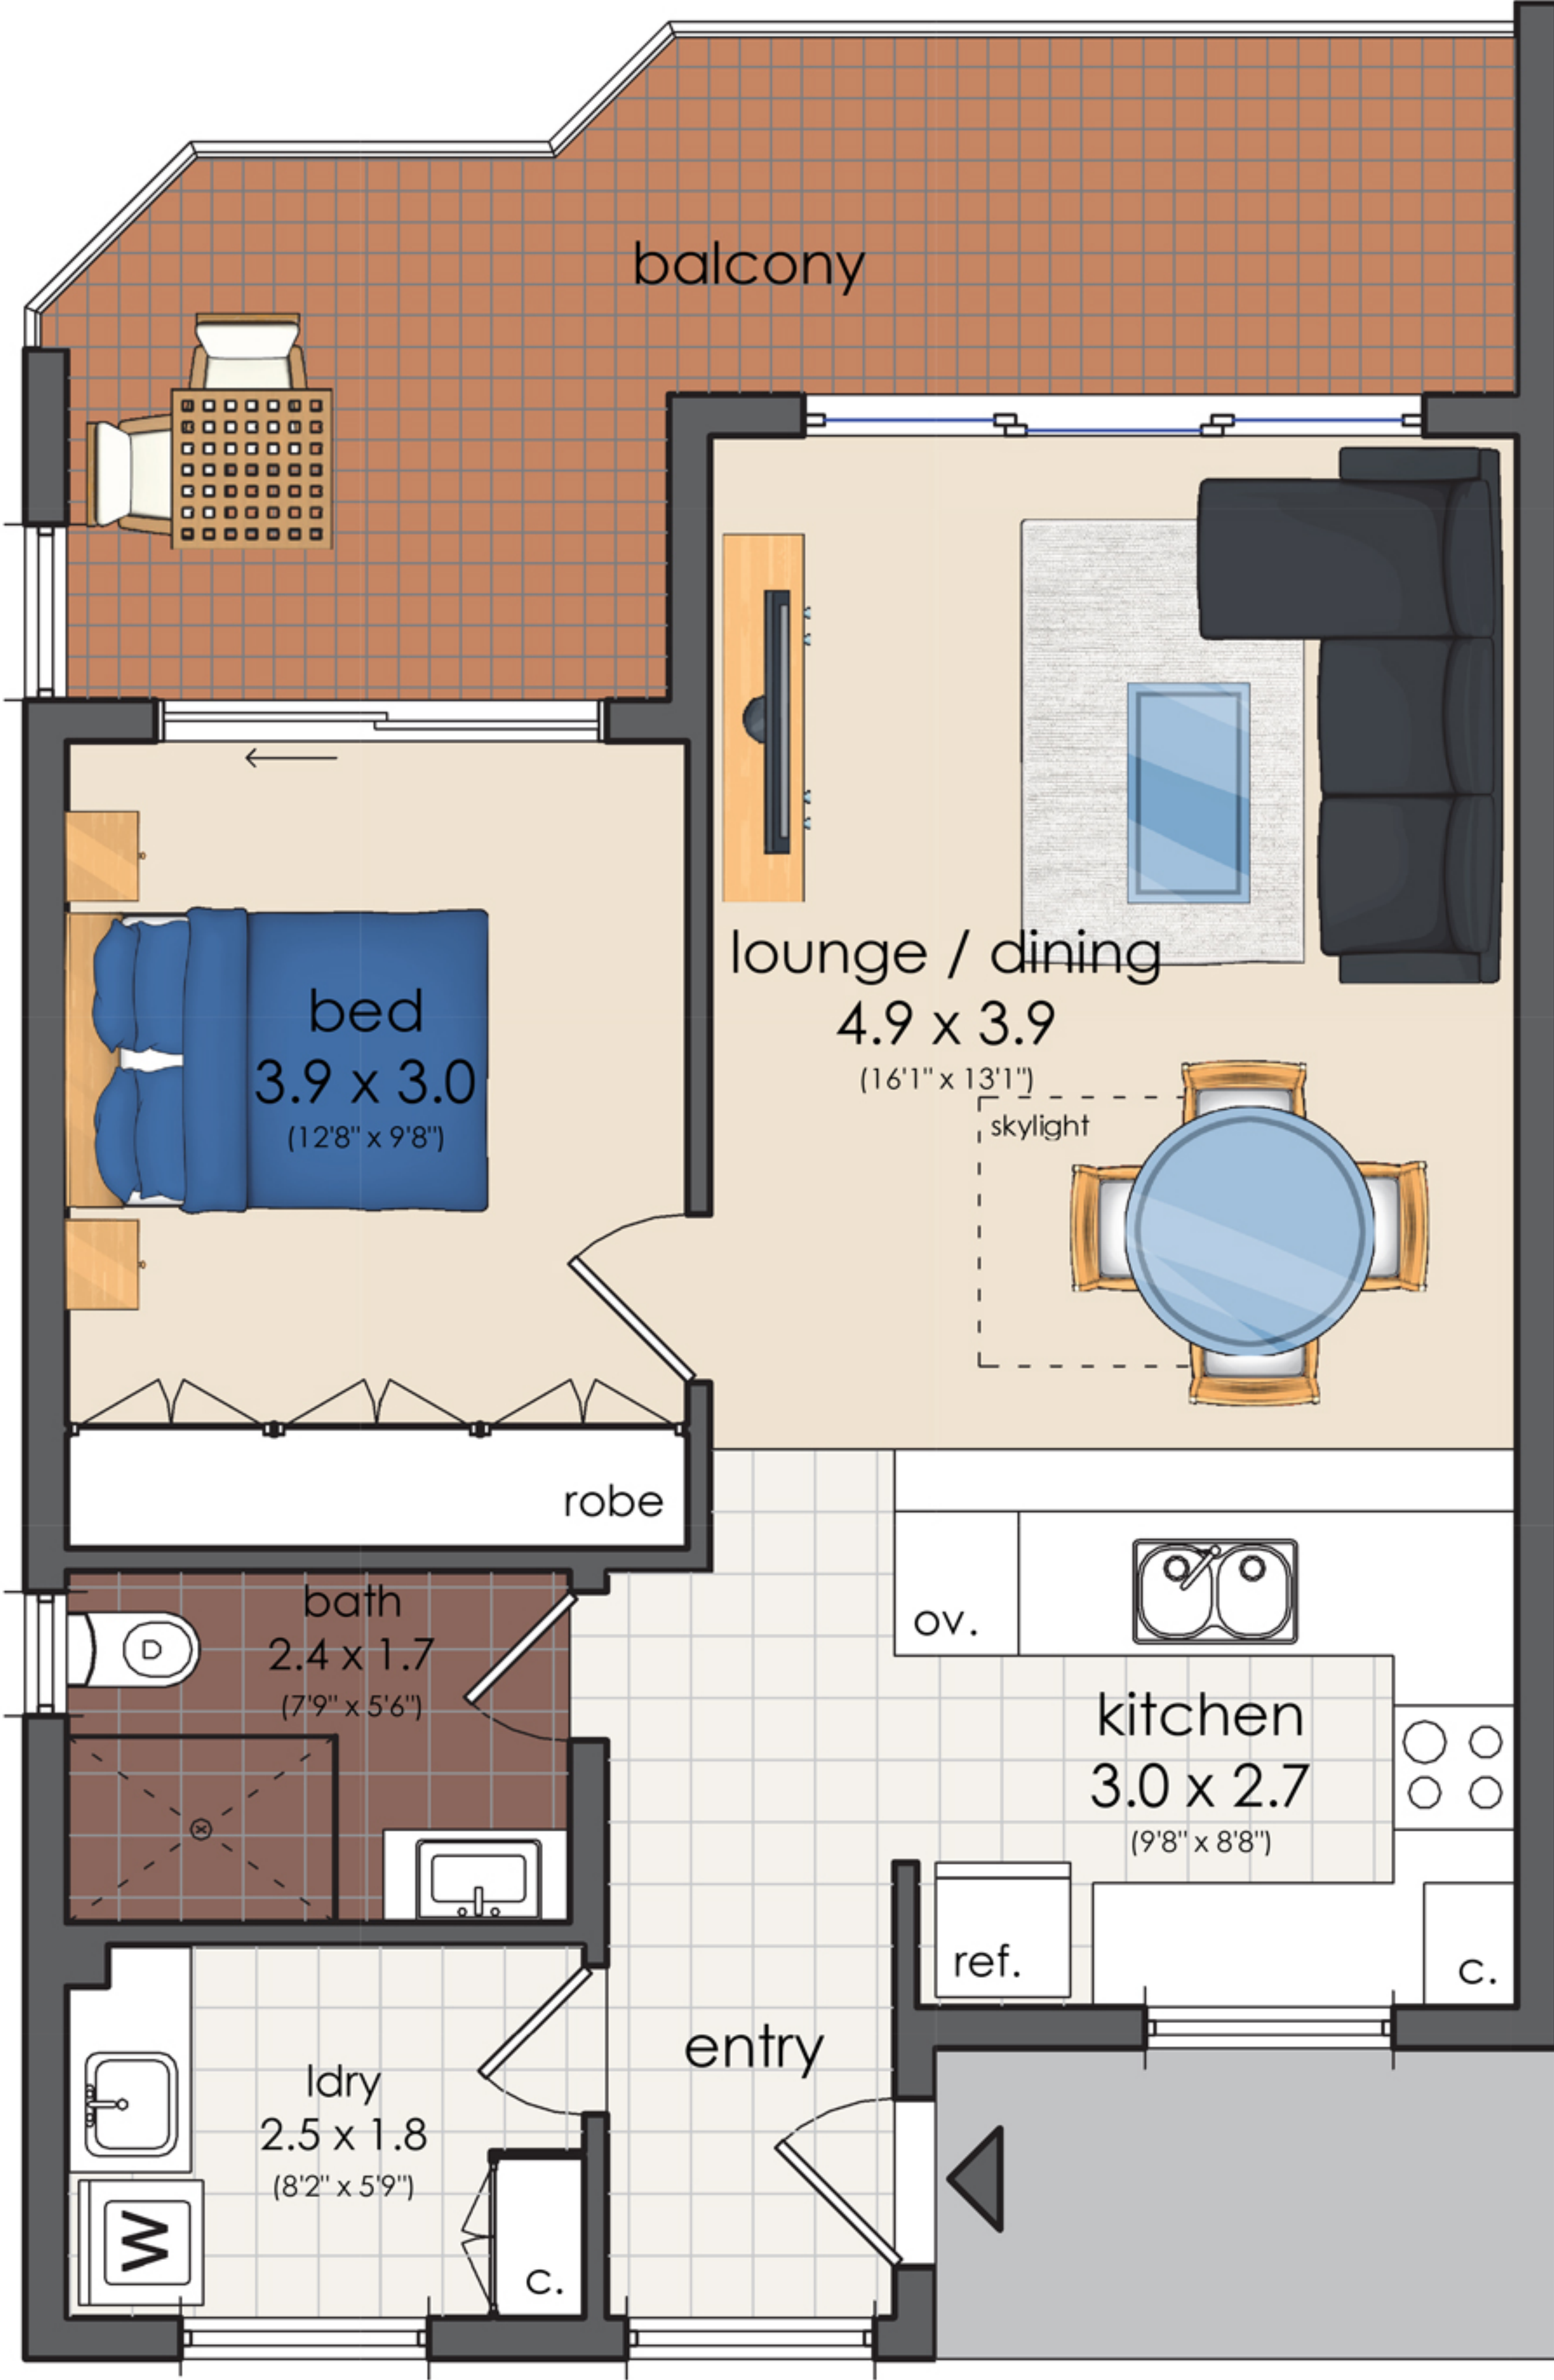 balcony
lounge / dining
4.9 x 3.9
(16'1" x 13'1")
skylight
bed
3.9 x 3.0
(12'8" x 9'8")
robe
bath
2.4 x 1.7
(7'9" x 5'6")
ov.
kitchen
3.0 x 2.7
(9'8" x 8'8")
ref.
c.
entry
ldry
2.5 x 1.8
(8'2" x 5'9")
W
c.